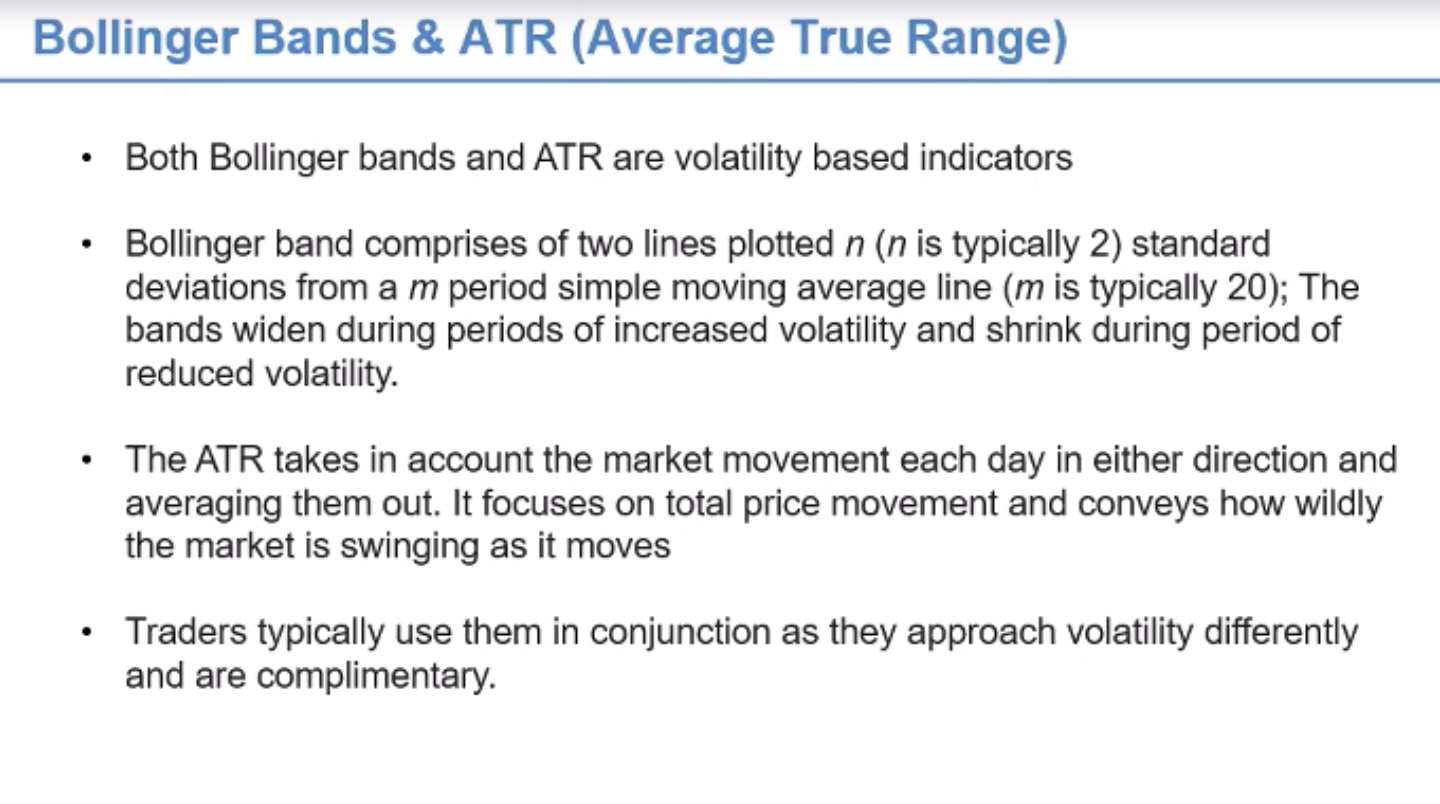 Bollinger Bands & ATR (Average True Range)
• Both Bollinger bands and ATR are volatility based indicators
• Bollinger band comprises of two lines plotted n (n is typically 2) standard
deviations from a m period simple moving average line (m is typically 20); The
bands widen during periods of increased volatility and shrink during period of
reduced volatility.
• The ATR takes in account the market movement each day in either direction and
averaging them out. It focuses on total price movement and conveys how wildly
the market is swinging as it moves
• Traders typically use them in conjunction as they approach volatility differently
and are complimentary.